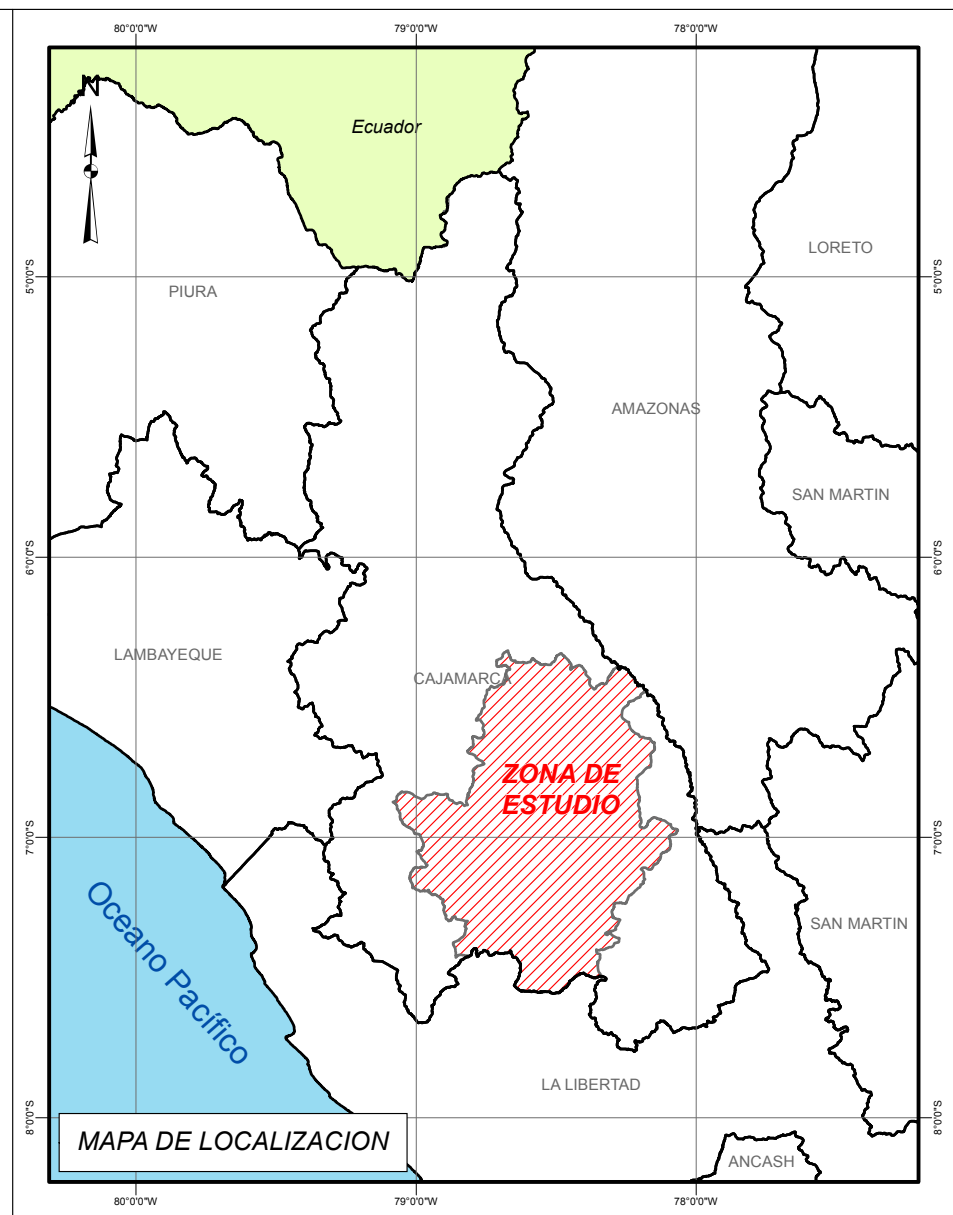 80°0'0"W
79°0'0"W
78°0'0"W
N
Ecuador
LORETO
5°0'0"S
5°0'0"S
PIURA
AMAZONAS
SAN MARTIN
6°0'0"S
6°0'0"S
LAMBAYEQUE
CAJAMARCA
ZONA DE
ESTUDIO
7°0'0"S
7°0'0"S
Oceano Pacífico
SAN MARTIN
LA LIBERTAD
8°0'0"S
8°0'0"S
MAPA DE LOCALIZACION
ANCASH
80°0'0"W
79°0'0"W
78°0'0"W